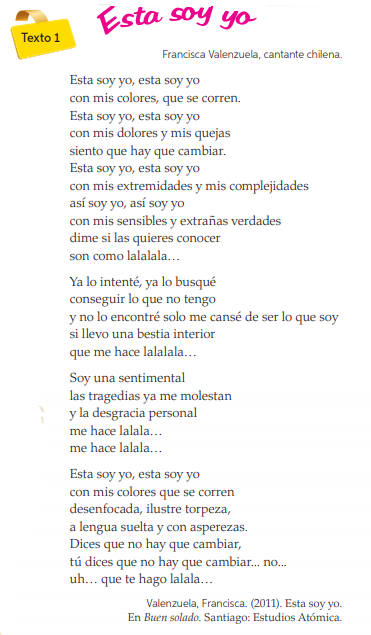 Esta soy yo
Texto 1
Francisca Valenzuela, cantante chilena.
Esta soy yo, esta soy yo
con mis colores, que se corren.
Esta soy yo, esta soy yo
con mis dolores y mis quejas
siento que hay que cambiar.
Esta soy yo, esta soy yo
con mis extremidades y mis complejidades
así soy yo, así soy yo
con mis sensibles y extrañas verdades
dime si las quieres conocer
son como lalalala…
Ya lo intenté, ya lo busqué
conseguir lo que no tengo
y no lo encontré solo me cansé de ser lo que soy
si llevo una bestia interior
que me hace lalalala…
Soy una sentimental
las tragedias ya me molestan
y la desgracia personal
me hace lalala…
me hace lalala…
Esta soy yo, esta soy yo
con mis colores que se corren
desenfocada, ilustre torpeza,
a lengua suelta y con asperezas.
Dices que no hay que cambiar,
tú dices que no hay que cambiar... no...
uh… que te hago lalala…
Valenzuela, Francisca. (2011). Esta soy yo.
En Buen soldado. Santiago: Estudios Atómica.